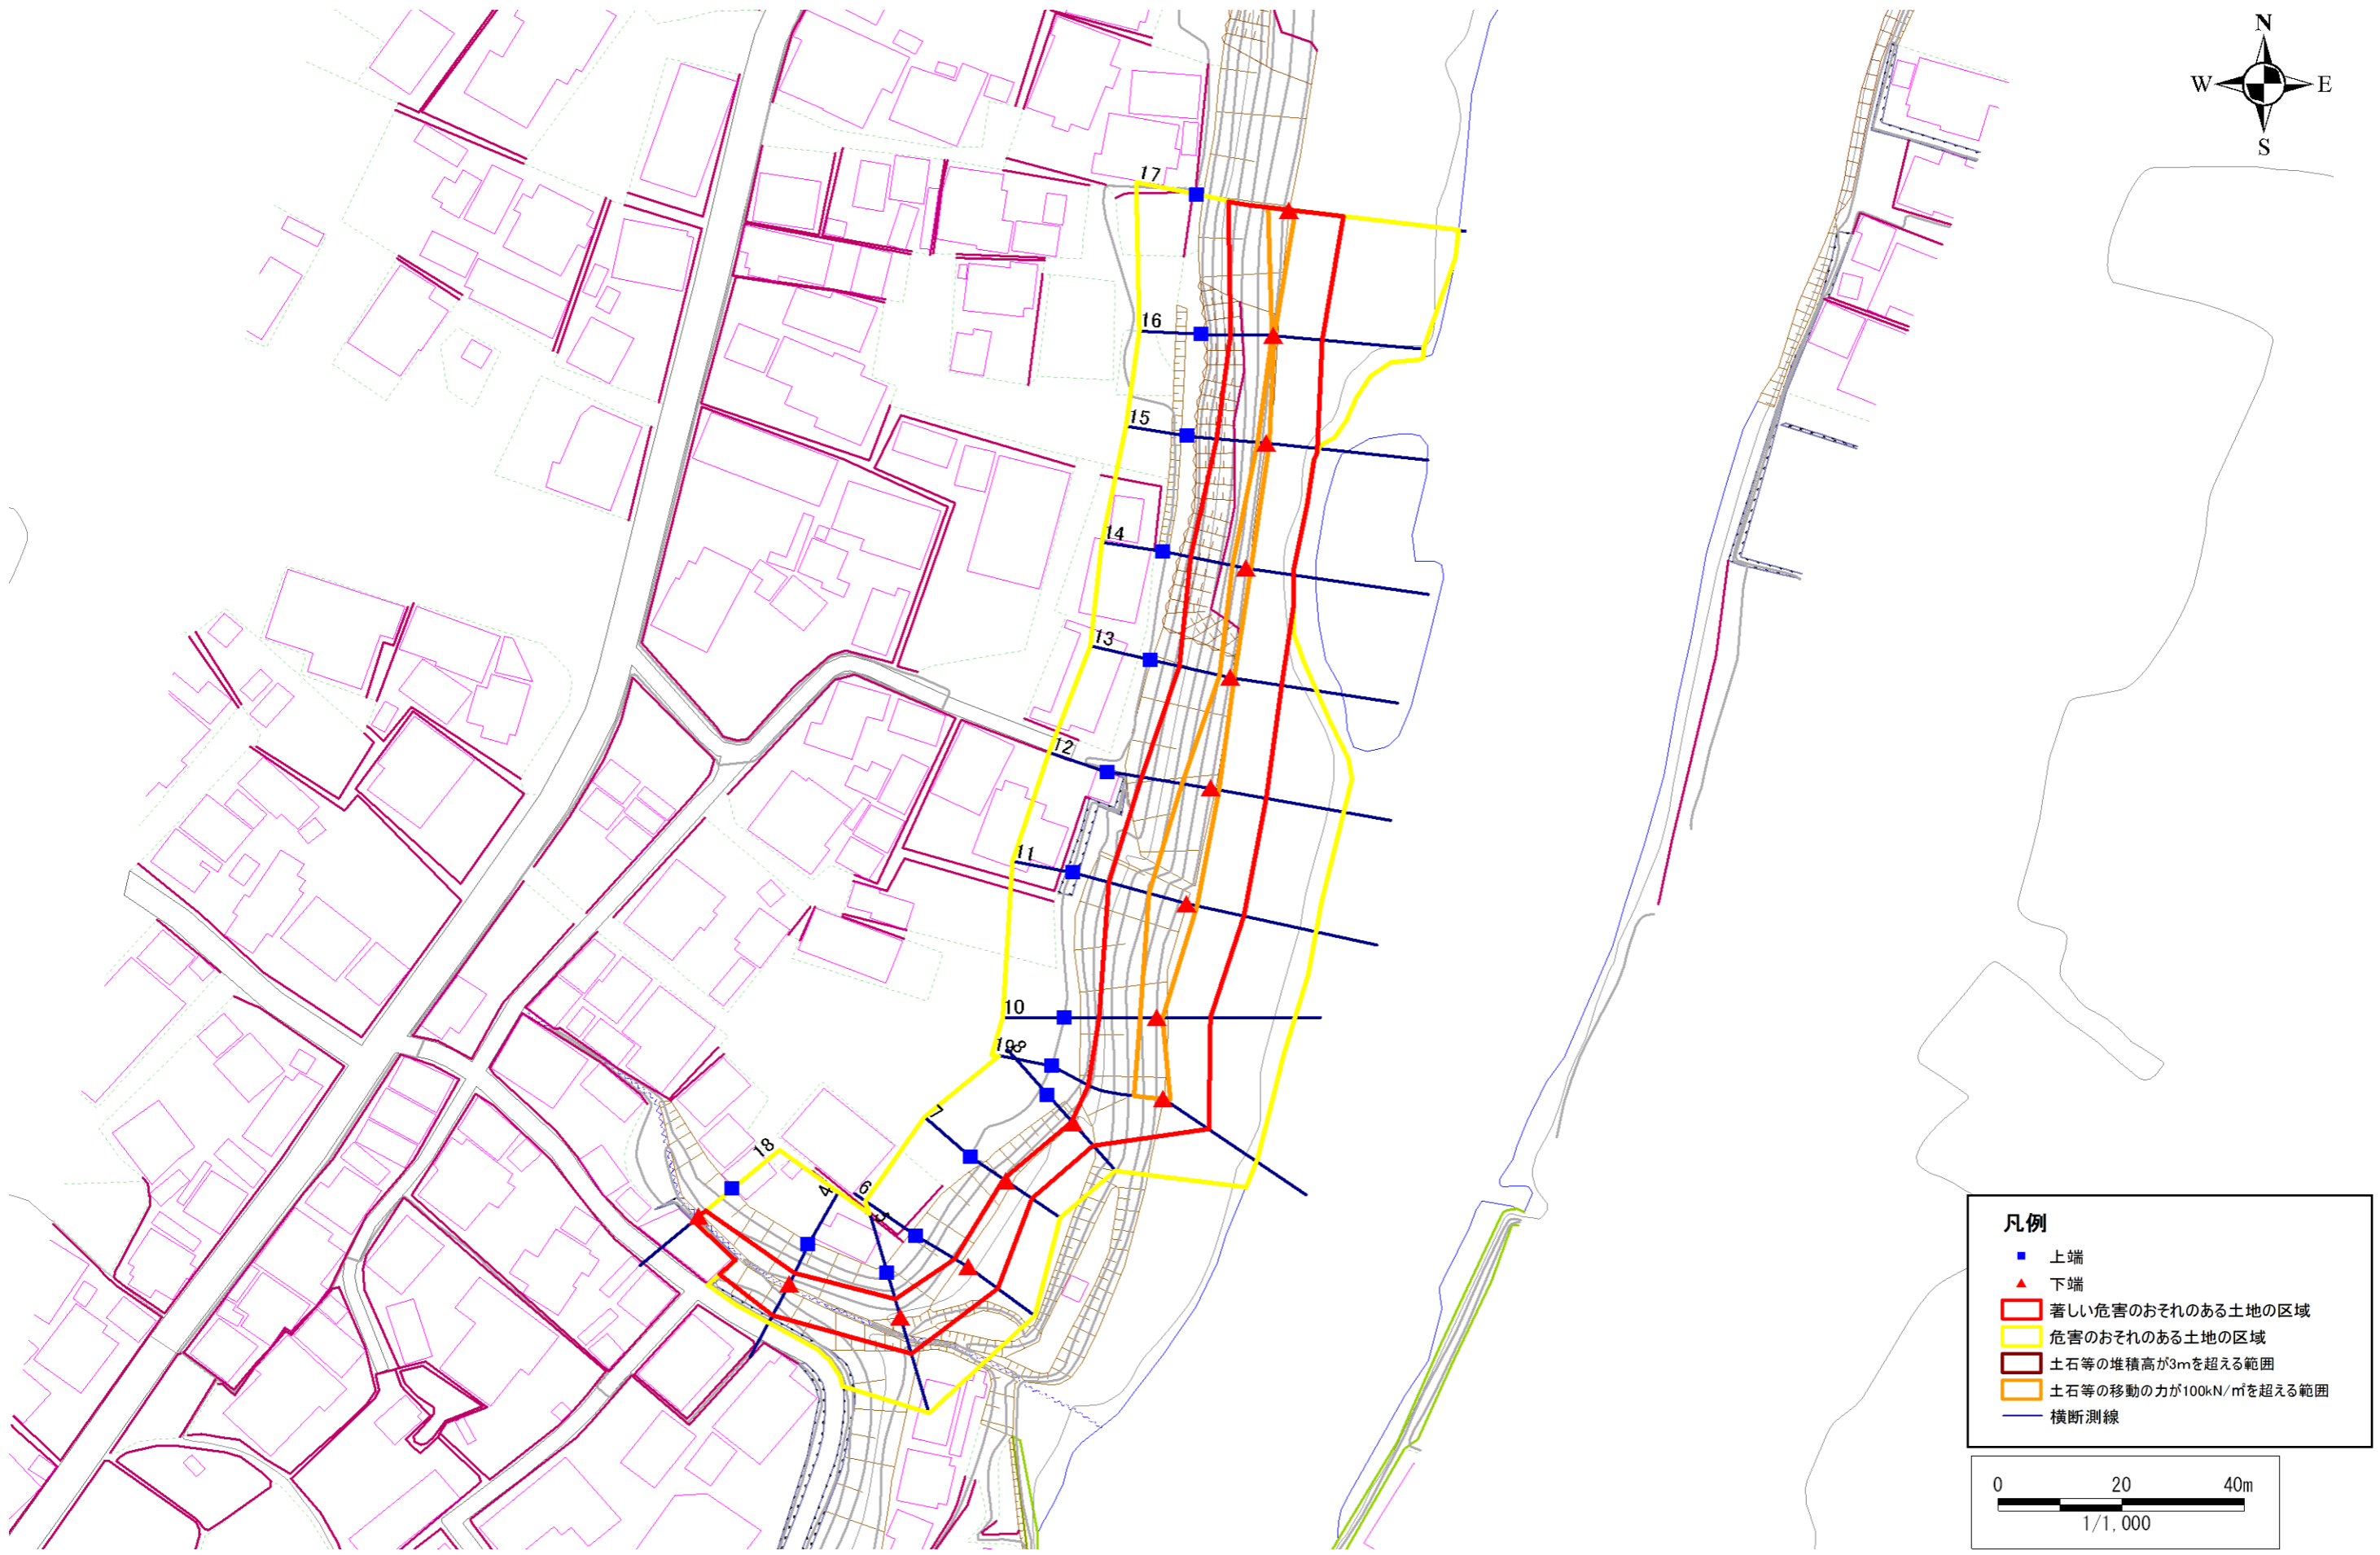 N
W E
S
17
16
15
14
13
12
11
10
19
8
7
18
4
6
5
凡例
上端
下端
著しい危害のおそれのある土地の区域
危害のおそれのある土地の区域
土石等の堆積高が3mを超える範囲
土石等の移動の力が100kN/㎡を超える範囲
横断測線
0 20 40m
1/1,000